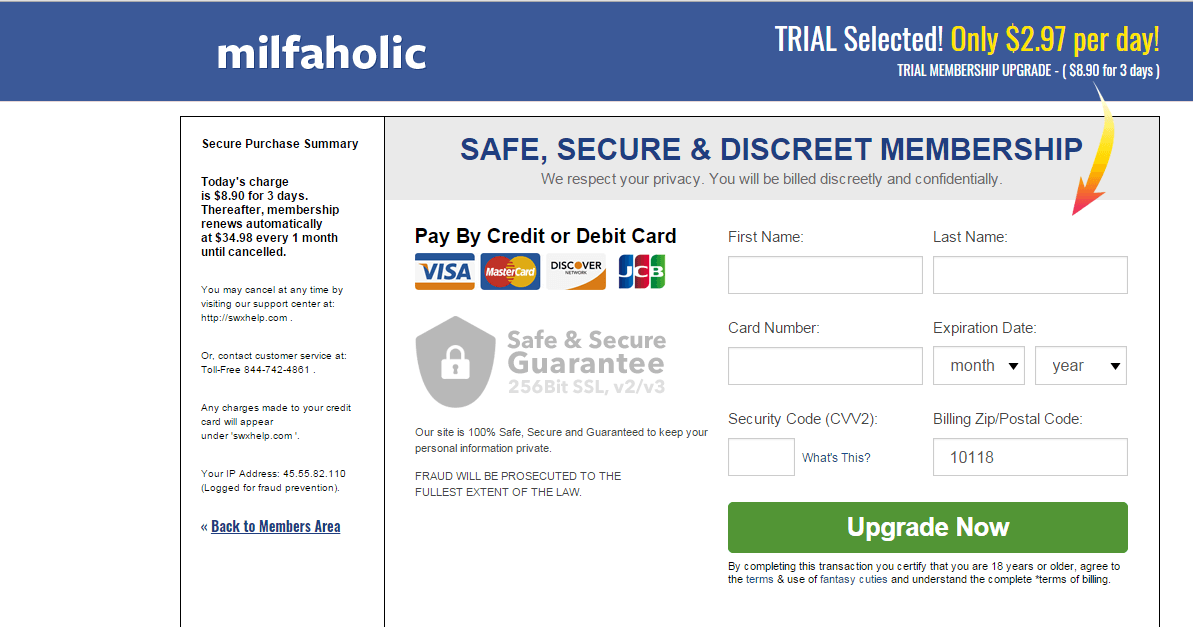 milfaholic
TRIAL Selected! Only $2.97 per day!
TRIAL MEMBERSHIP UPGRADE - ( $8.90 for 3 days )
Secure Purchase Summary
Today's charge
is $8.90 for 3 days.
Thereafter, membership
renews automatically
at $34.98 every 1 month
until cancelled.
You may cancel at any time by
visiting our support center at:
http://swxhelp.com .
Or, contact customer service at:
Toll-Free 844-742-4861 .
Any charges made to your credit
card will appear
under 'swxhelp.com '.
Your IP Address: 45.55.82.110
(Logged for fraud prevention).
« Back to Members Area
SAFE, SECURE & DISCREET MEMBERSHIP
We respect your privacy. You will be billed discreetly and confidentially.
Pay By Credit or Debit Card
VISA MasterCard DISCOVER NETWORK JCB
Safe & Secure
Guarantee
256Bit SSL, v2/v3
Our site is 100% Safe, Secure and Guaranteed to keep your
personal information private.
FRAUD WILL BE PROSECUTED TO THE
FULLEST EXTENT OF THE LAW.
First Name: Last Name:
Card Number: Expiration Date:
month year
Security Code (CVV2): Billing Zip/Postal Code:
What's This? 10118
Upgrade Now
By completing this transaction you certify that you are 18 years or older, agree to
the terms & use of fantasy cuties and understand the complete *terms of billing.